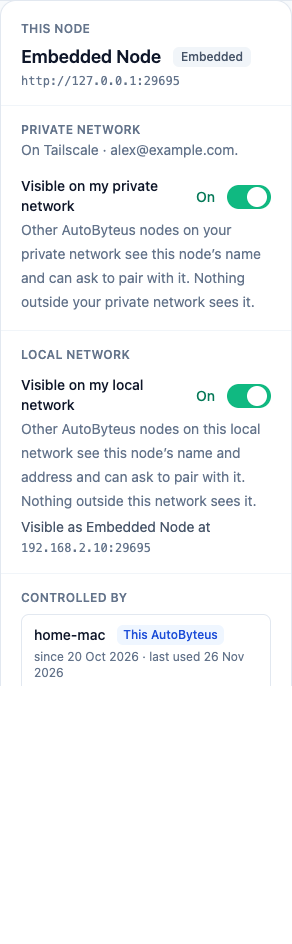 THIS NODE
Embedded Node Embedded
http://127.0.0.1:29695
PRIVATE NETWORK
On Tailscale · alex@example.com.
Visible on my private
network
On
Other AutoByteus nodes on your
private network see this node’s name
and can ask to pair with it. Nothing
outside your private network sees it.
LOCAL NETWORK
Visible on my local
network
On
Other AutoByteus nodes on this local
network see this node’s name and
address and can ask to pair with it.
Nothing outside this network sees it.
Visible as Embedded Node at
192.168.2.10:29695
CONTROLLED BY
home-mac This AutoByteus
since 20 Oct 2026 · last used 26 Nov
2026